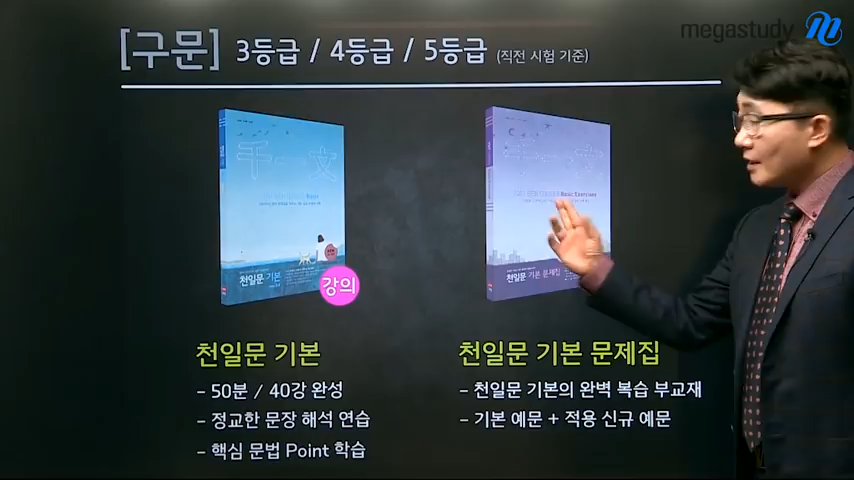 megastudy
[구문] 3등급 / 4등급 / 5등급 (직전 시험 기준)
千一文
Basic
천일문 기본
강의
Basic Exercises
천일문 기본 문제집
천일문 기본
- 50분 / 40강 완성
- 정교한 문장 해석 연습
- 핵심 문법 Point 학습
천일문 기본 문제집
- 천일문 기본의 완벽 복습 부교재
- 기본 예문 + 적용 신규 예문